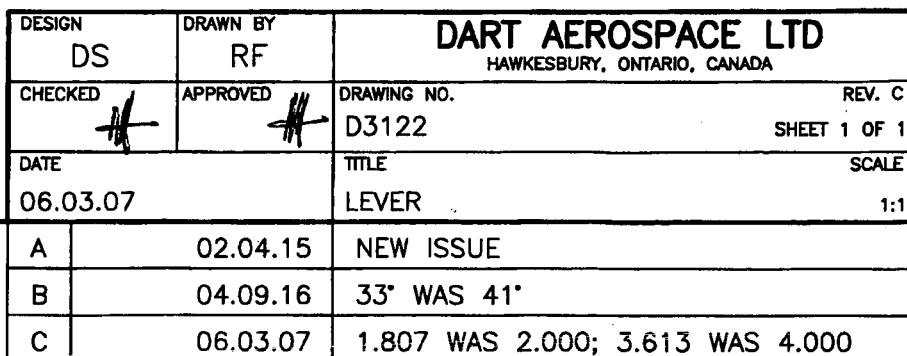 DESIGN
DS
DRAWN BY
RF
DART AEROSPACE LTD
HAWKESBURY, ONTARIO, CANADA
CHECKED
APPROVED
DRAWING NO.
D3122
REV. C
SHEET 1 OF 1
DATE
06.03.07
TITLE
LEVER
SCALE
1:1
A 02.04.15 NEW ISSUE
B 04.09.16 33° WAS 41°
C 06.03.07 1.807 WAS 2.000; 3.613 WAS 4.000